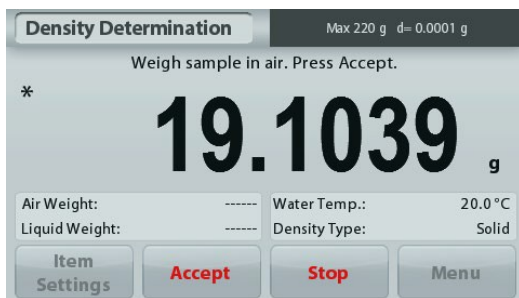 Density Determination Max 220 g d= 0.0001 g
Weigh sample in air. Press Accept.
*
19.1039 g
Air Weight: ------ Water Temp.: 20.0 °C
Liquid Weight: ------ Density Type: Solid
Item Settings Accept Stop Menu